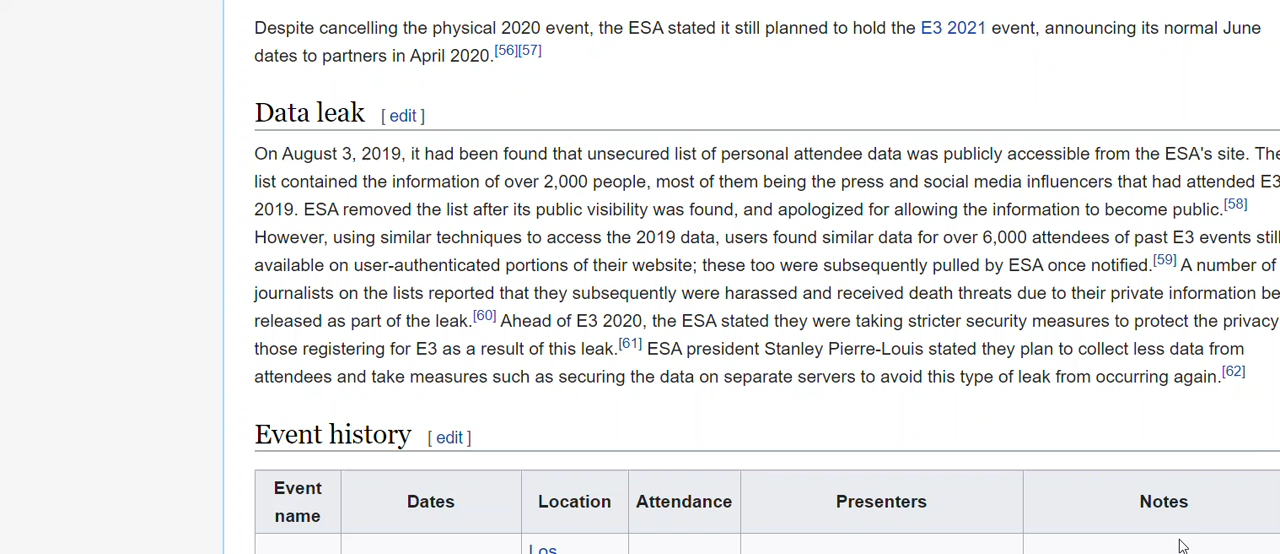 Despite cancelling the physical 2020 event, the ESA stated it still planned to hold the E3 2021 event, announcing its normal June
dates to partners in April 2020.[56][57]
Data leak [ edit ]
On August 3, 2019, it had been found that unsecured list of personal attendee data was publicly accessible from the ESA's site. The
list contained the information of over 2,000 people, most of them being the press and social media influencers that had attended E3
2019. ESA removed the list after its public visibility was found, and apologized for allowing the information to become public.[58]
However, using similar techniques to access the 2019 data, users found similar data for over 6,000 attendees of past E3 events still
available on user-authenticated portions of their website; these too were subsequently pulled by ESA once notified.[59] A number of
journalists on the lists reported that they subsequently were harassed and received death threats due to their private information be
released as part of the leak.[60] Ahead of E3 2020, the ESA stated they were taking stricter security measures to protect the privacy
those registering for E3 as a result of this leak.[61] ESA president Stanley Pierre-Louis stated they plan to collect less data from
attendees and take measures such as securing the data on separate servers to avoid this type of leak from occurring again.[62]
Event history [ edit ]
Event name Dates Location Attendance Presenters Notes
Los